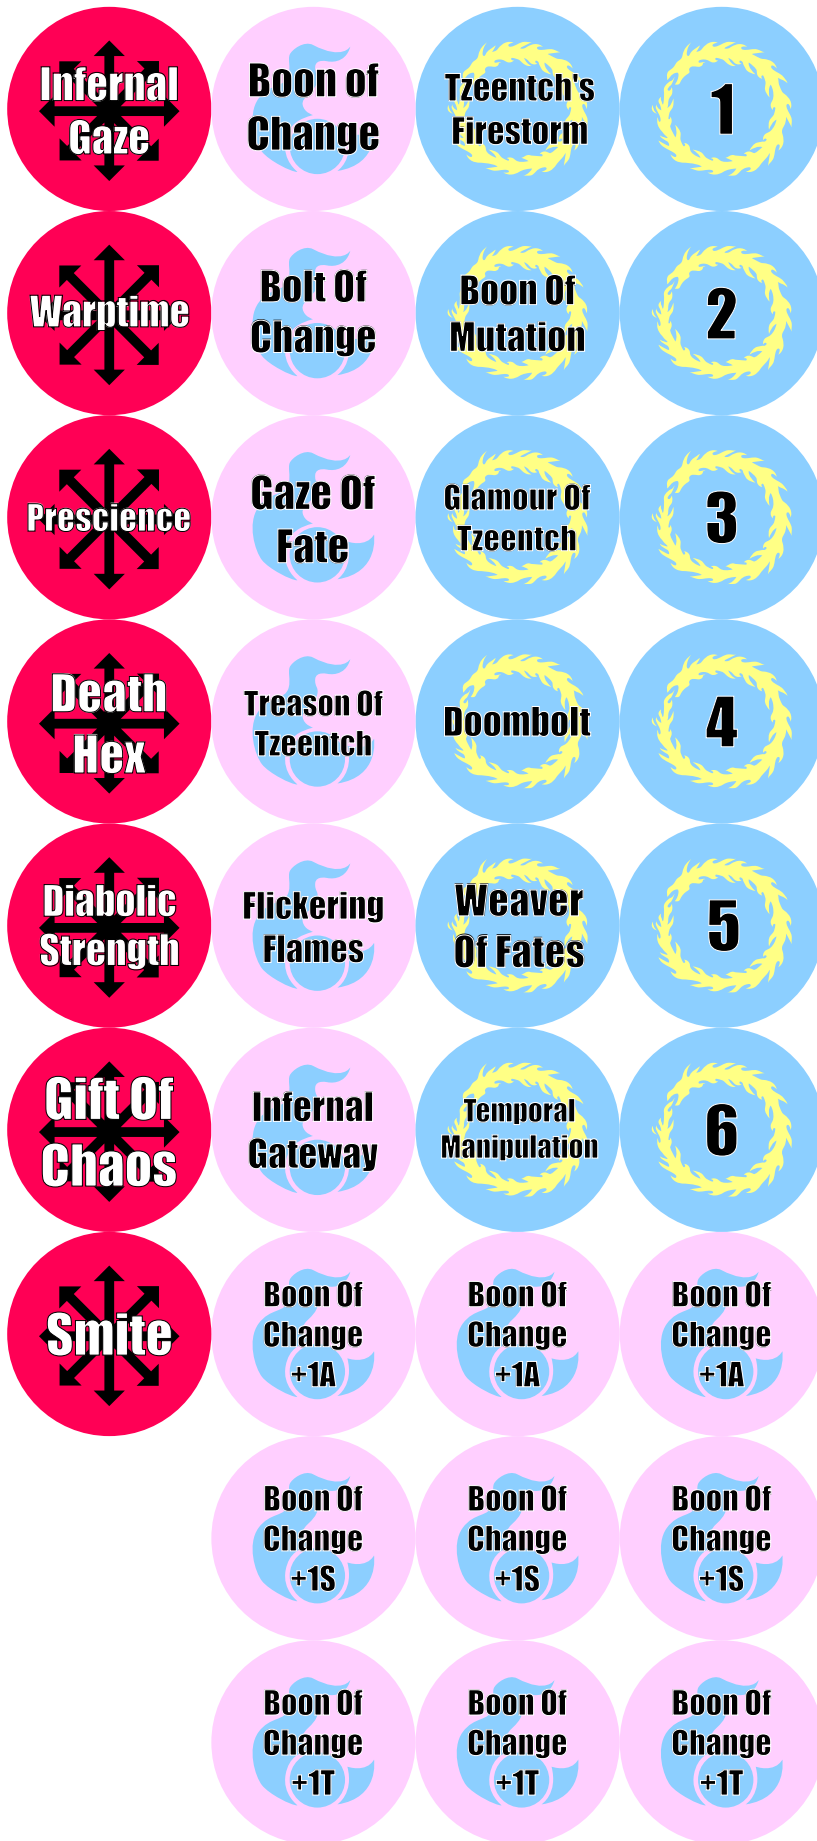 Infernal
Gaze
Boon of
Change
Tzeentch's
Firestorm
1
Warptime
Bolt Of
Change
Boon Of
Mutation
2
Prescience
Gaze Of
Fate
Glamour Of
Tzeentch
3
Death
Hex
Treason Of
Tzeentch
Doombolt
4
Diabolic
Strength
Flickering
Flames
Weaver
Of Fates
5
Gift Of
Chaos
Infernal
Gateway
Temporal
Manipulation
6
Smite
Boon Of
Change
+1A
Boon Of
Change
+1A
Boon Of
Change
+1A
Boon Of
Change
+1S
Boon Of
Change
+1S
Boon Of
Change
+1S
Boon Of
Change
+1T
Boon Of
Change
+1T
Boon Of
Change
+1T